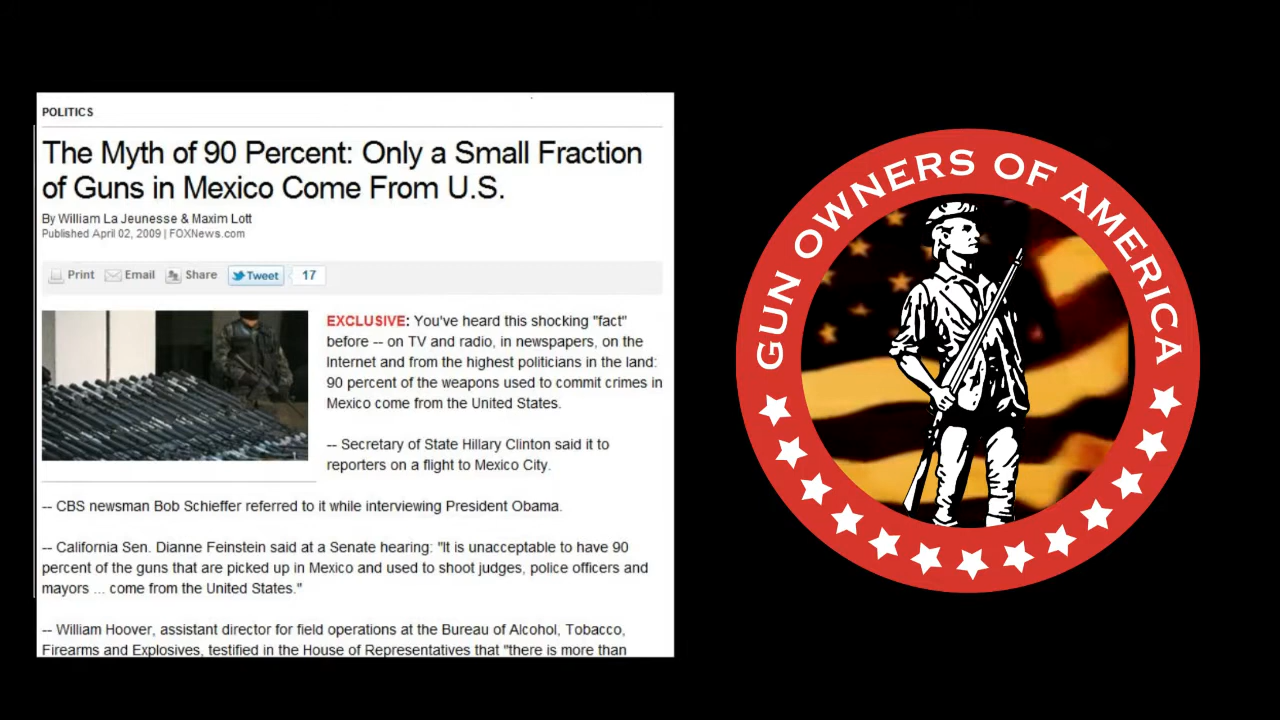 POLITICS
The Myth of 90 Percent: Only a Small Fraction
of Guns in Mexico Come From U.S.
By William La Jeunesse & Maxim Lott
Published April 02, 2009 | FOXNews.com
Print Email Share Tweet 17
EXCLUSIVE: You've heard this shocking "fact"
before -- on TV and radio, in newspapers, on the
Internet and from the highest politicians in the land:
90 percent of the weapons used to commit crimes in
Mexico come from the United States.
-- Secretary of State Hillary Clinton said it to
reporters on a flight to Mexico City.
-- CBS newsman Bob Schieffer referred to it while interviewing President Obama.
-- California Sen. Dianne Feinstein said at a Senate hearing: "It is unacceptable to have 90
percent of the guns that are picked up in Mexico and used to shoot judges, police officers and
mayors ... come from the United States."
-- William Hoover, assistant director for field operations at the Bureau of Alcohol, Tobacco,
Firearms and Explosives, testified in the House of Representatives that "there is more than
GUN OWNERS OF AMERICA